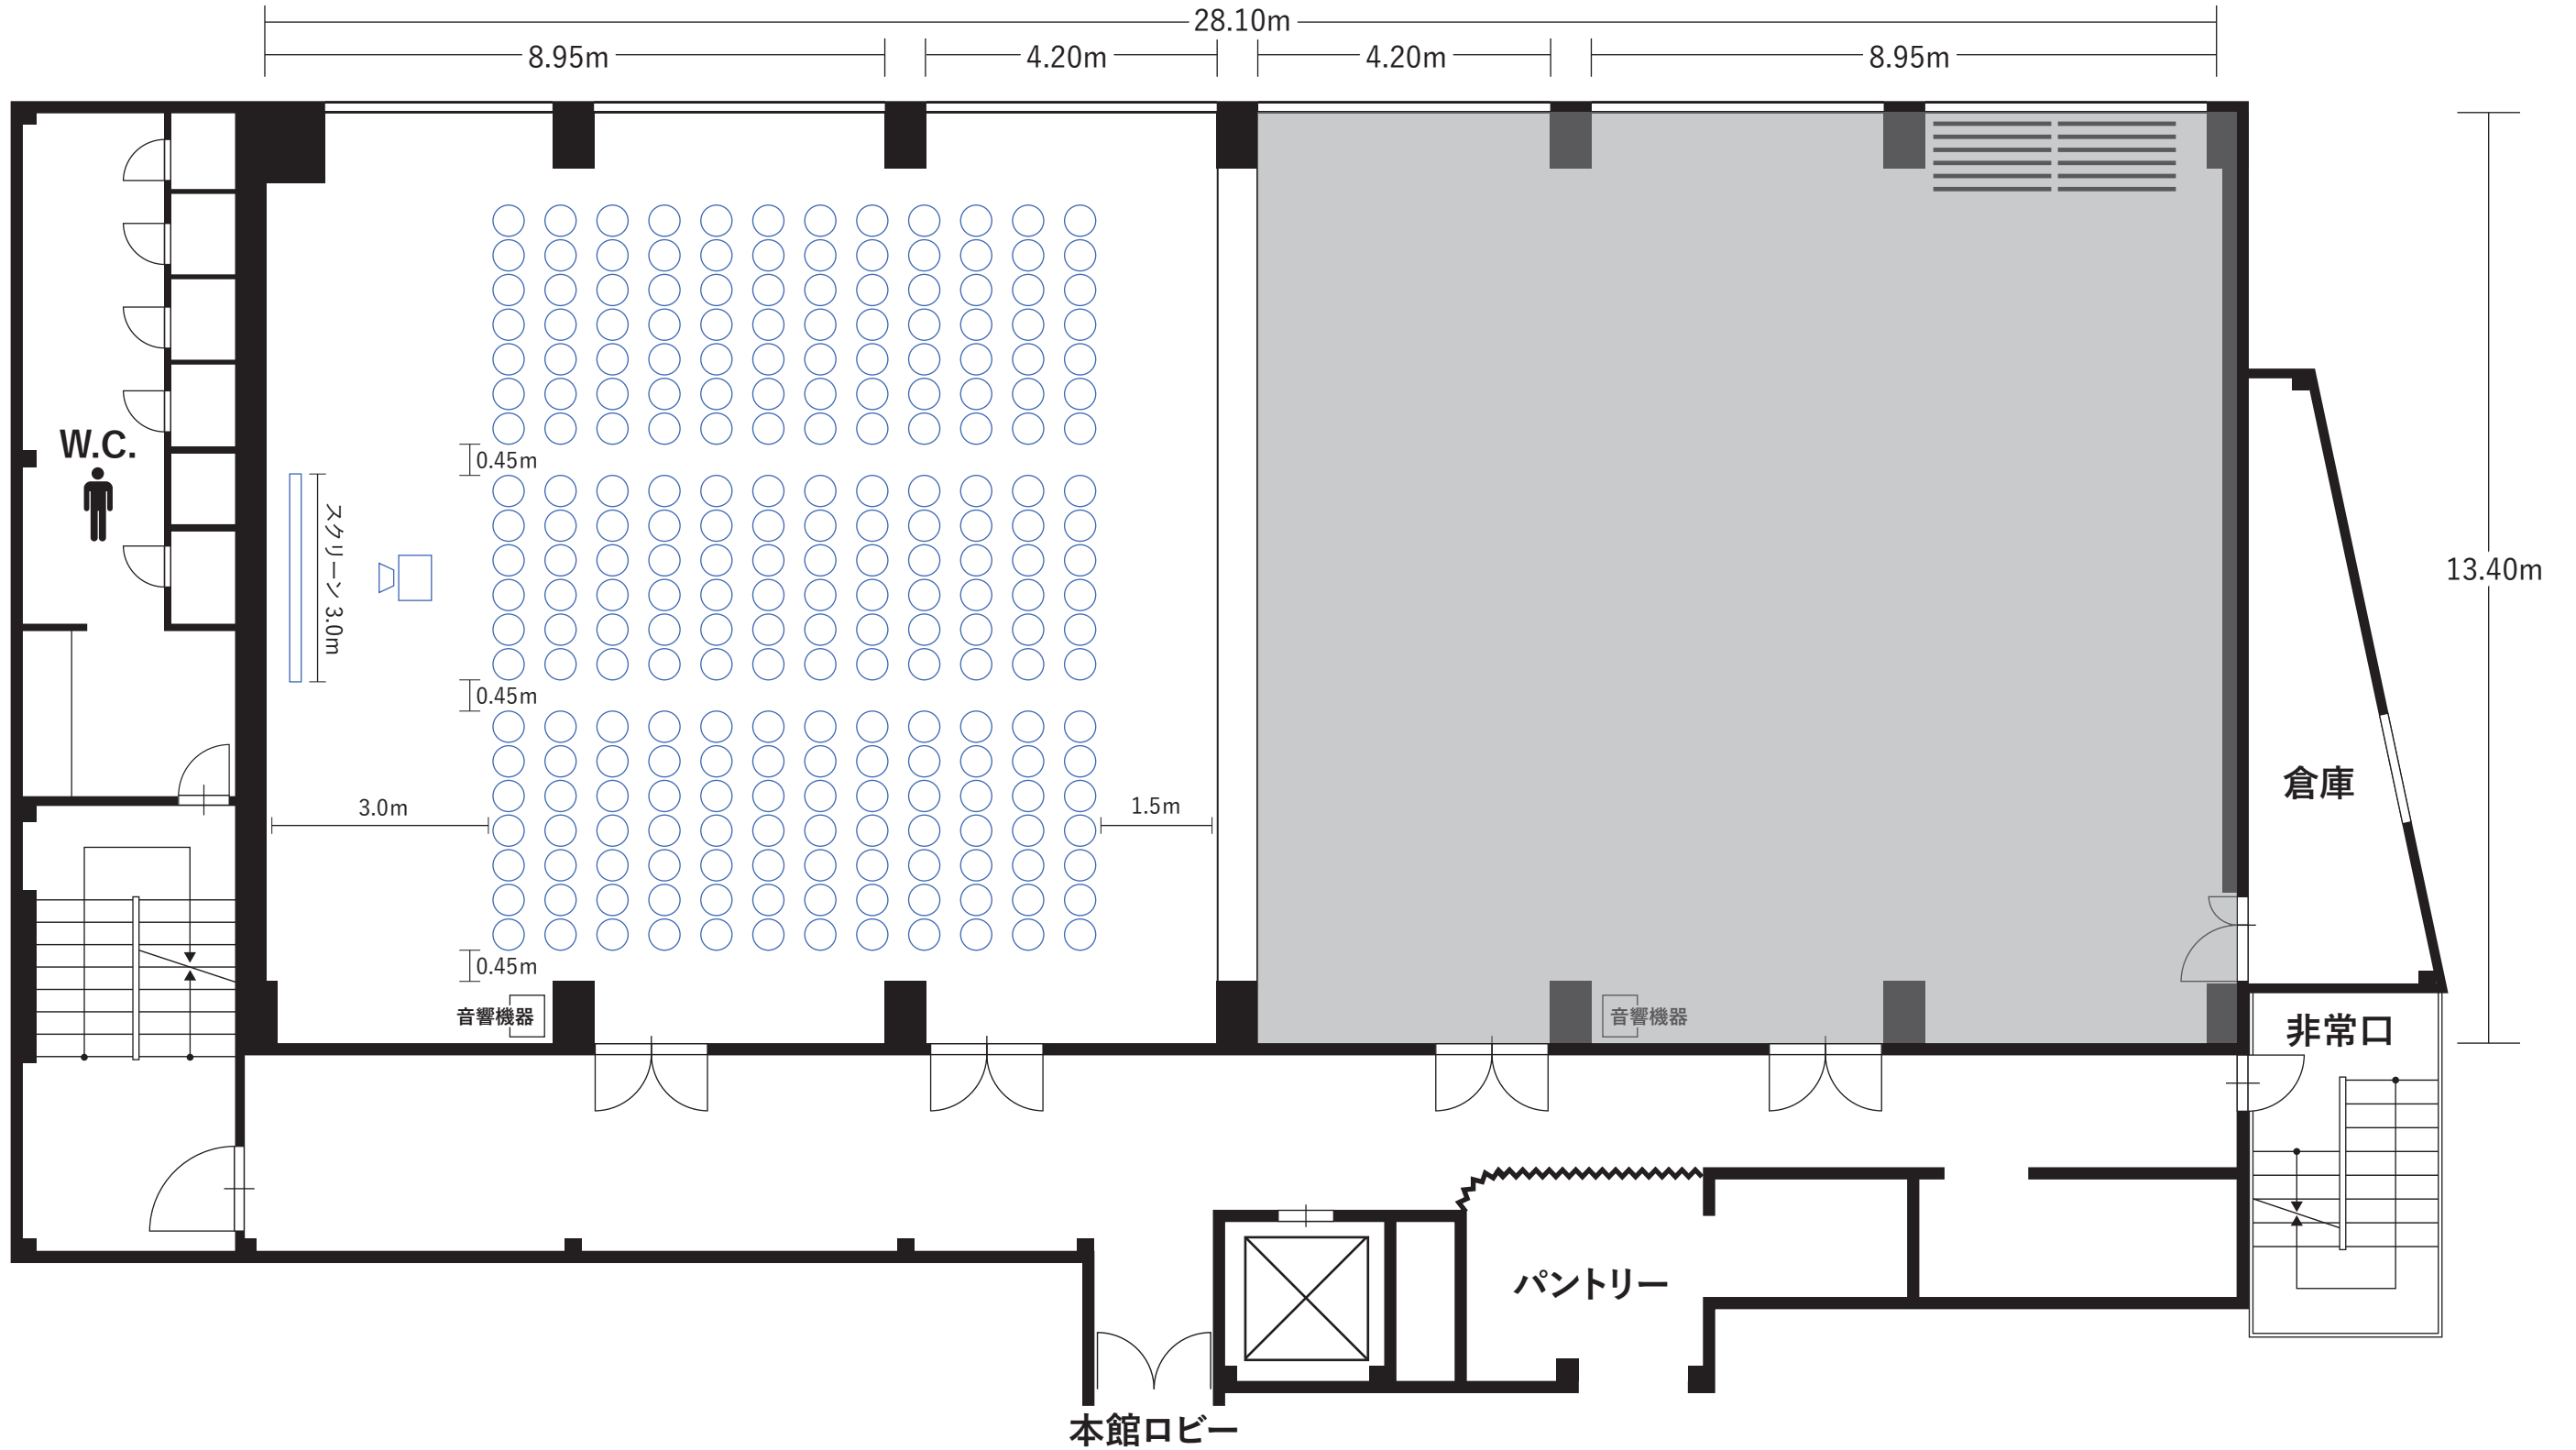 28.10m
8.95m
4.20m
4.20m
8.95m
13.40m
W.C.
0.45m
スクリーン 3.0m
0.45m
3.0m
1.5m
倉庫
0.45m
音響機器
音響機器
非常口
パントリー
本館ロビー